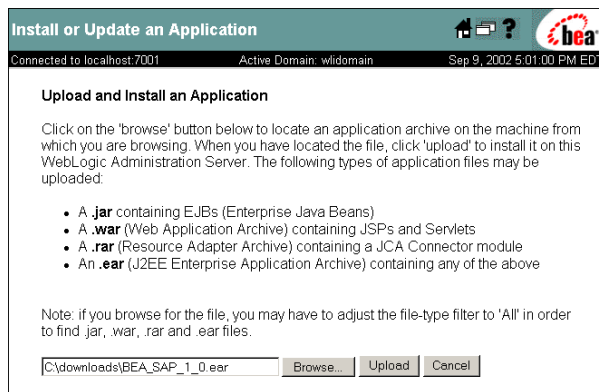 Install or Update an Application
?
bea
Connected to localhost:7001 Active Domain: wlidomain Sep 9, 2002 5:01:00 PM EDT
Upload and Install an Application
Click on the 'browse' button below to locate an application archive on the machine from
which you are browsing. When you have located the file, click 'upload' to install it on this
WebLogic Administration Server. The following types of application files may be
uploaded:
• A .jar containing EJBs (Enterprise Java Beans)
• A .war (Web Application Archive) containing JSPs and Servlets
• A .rar (Resource Adapter Archive) containing a JCA Connector module
• An .ear (J2EE Enterprise Application Archive) containing any of the above
Note: if you browse for the file, you may have to adjust the file-type filter to 'All' in order
to find .jar, .war, .rar and .ear files.
C:\downloads\BEA_SAP_1_0.ear Browse... Upload Cancel